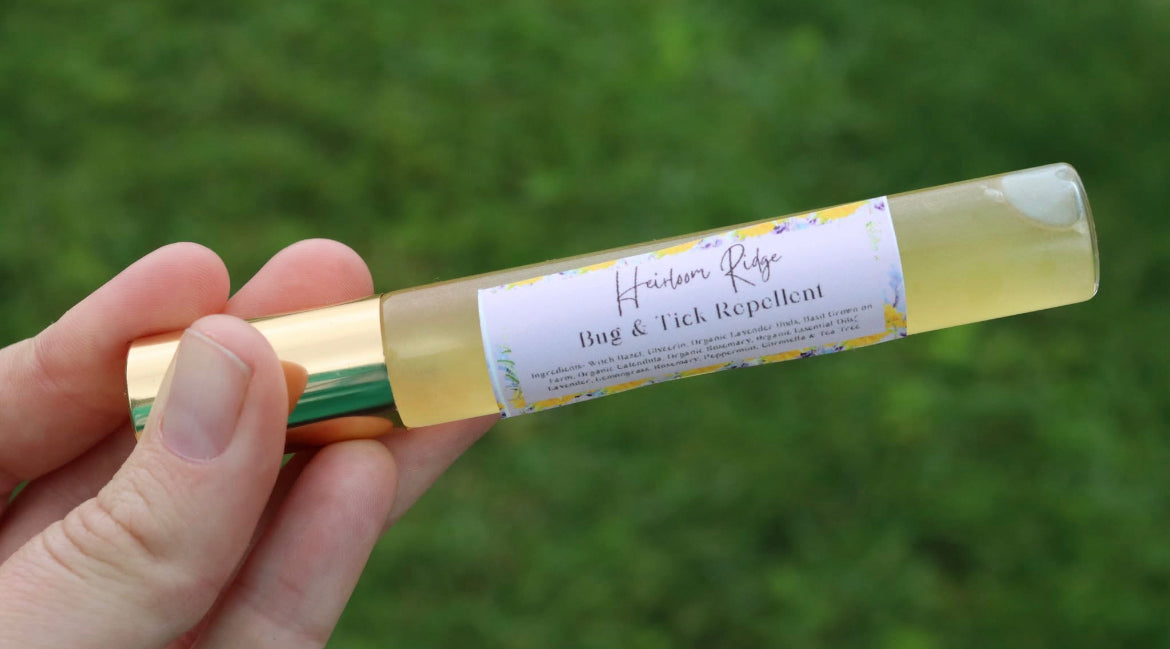 Heirloom Ridge
Bug & Tick Repellent
Ingredients- Witch Hazel, Glycerin, Organic Lavender Buds, Basil Grown on
Farm, Organic Calendula, Organic Rosemary, Organic Essential Oils:
Lavender, Lemongrass, Rosemary, Peppermint, Citronella & Tea Tree